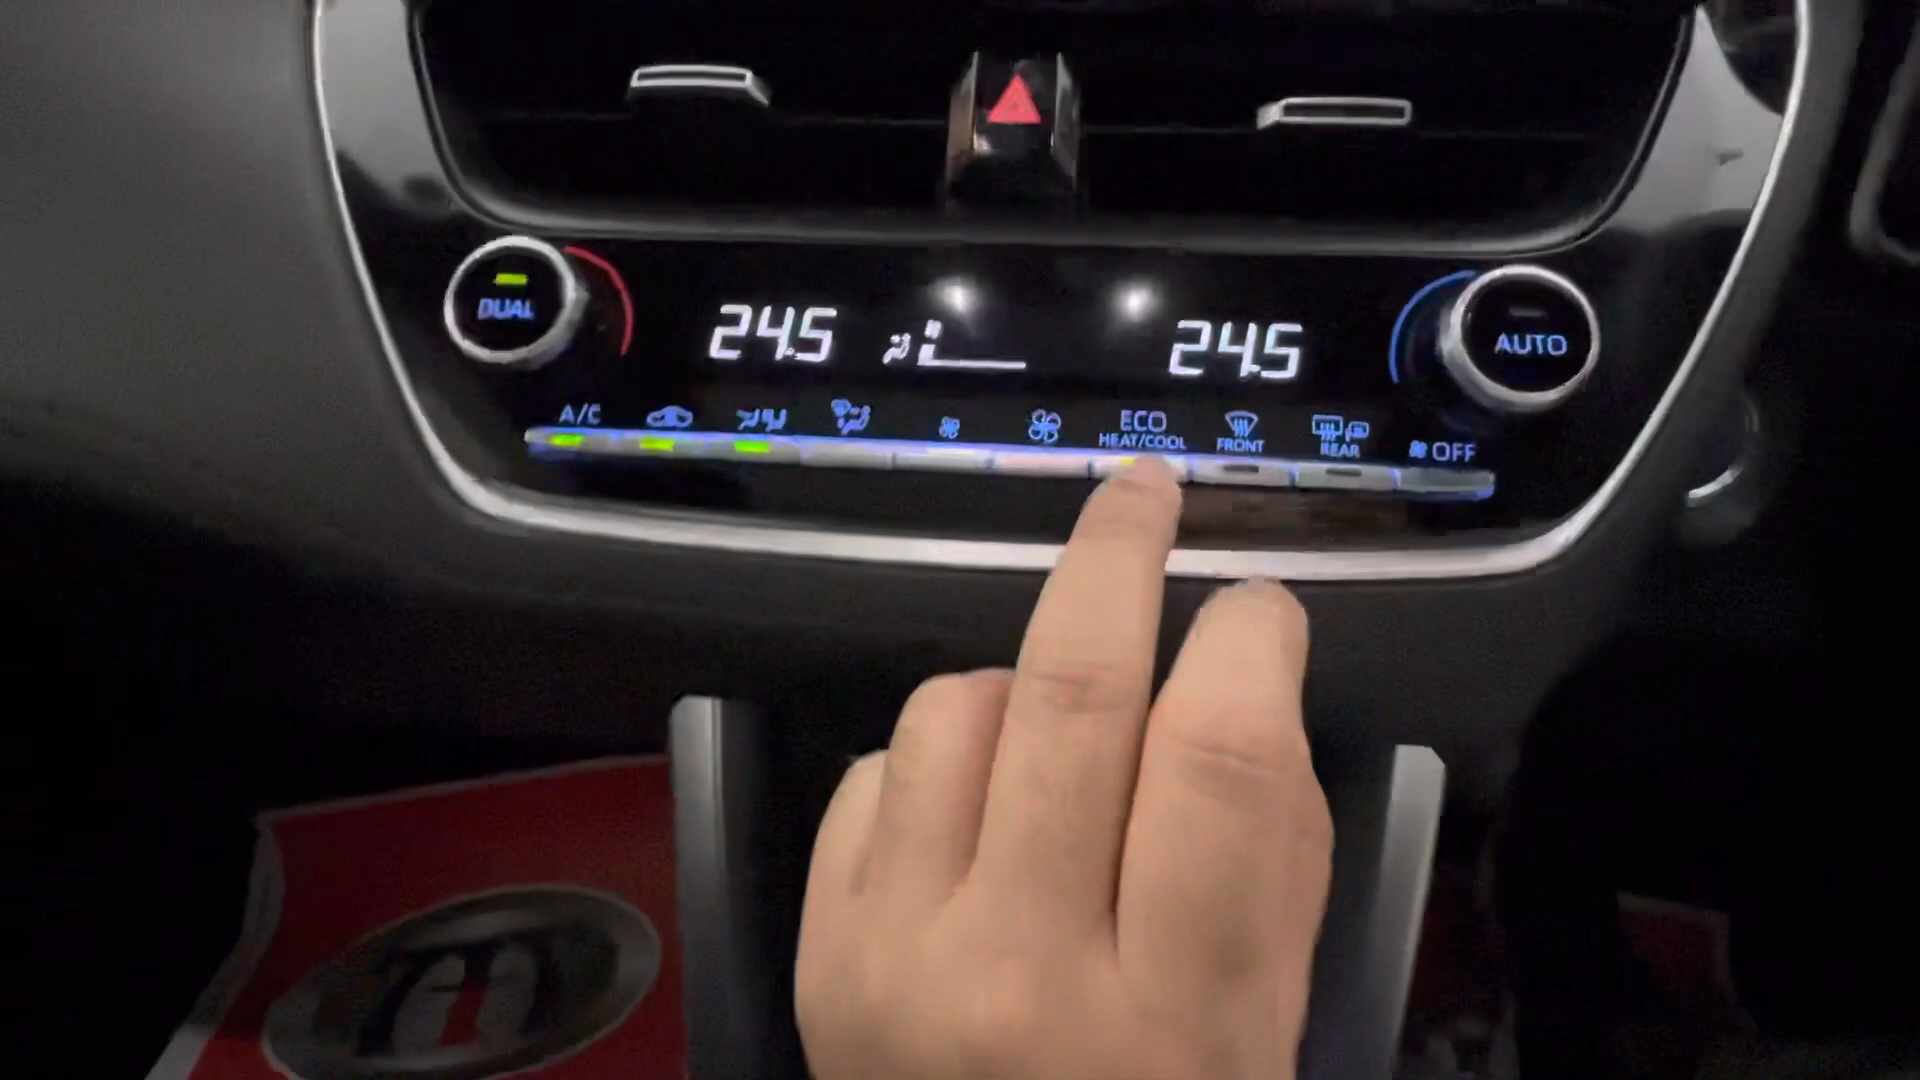 DUAL
24.5
24.5
AUTO
A/C
ECO
HEAT/COOL
FRONT
REAR
OFF
m